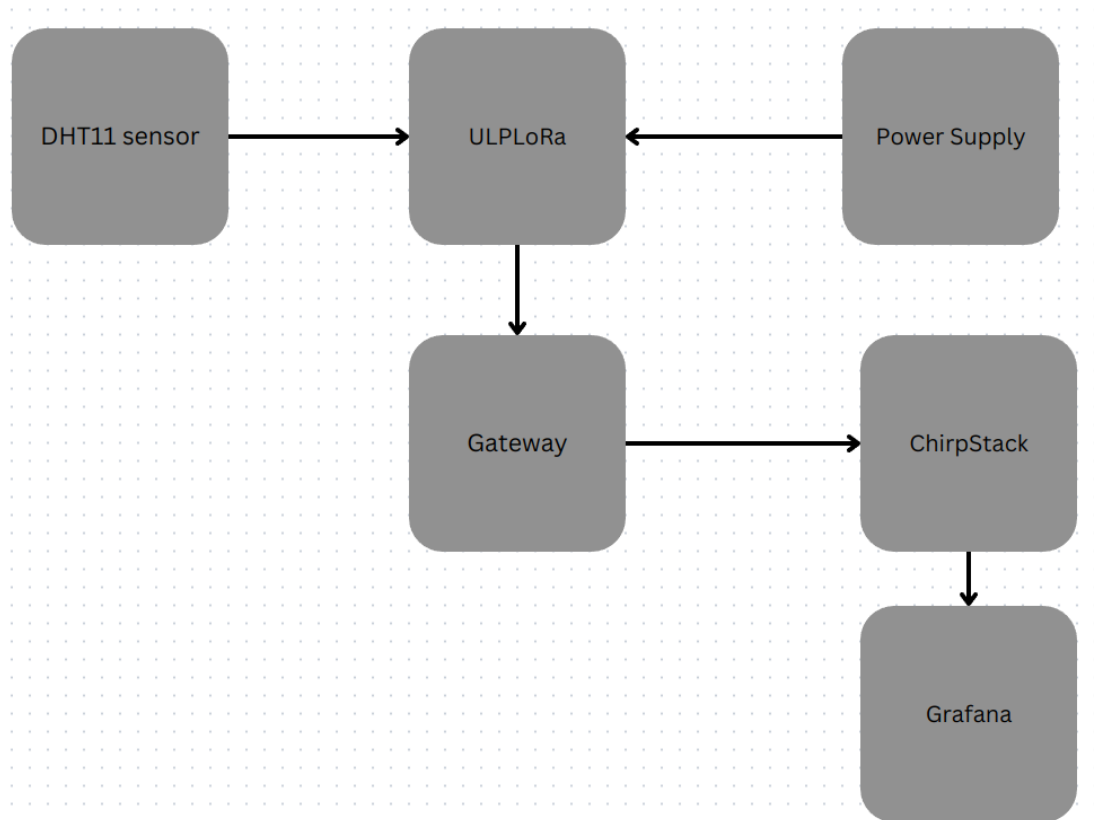 DHT11 sensor
ULPLoRa
Power Supply
Gateway
ChirpStack
Grafana